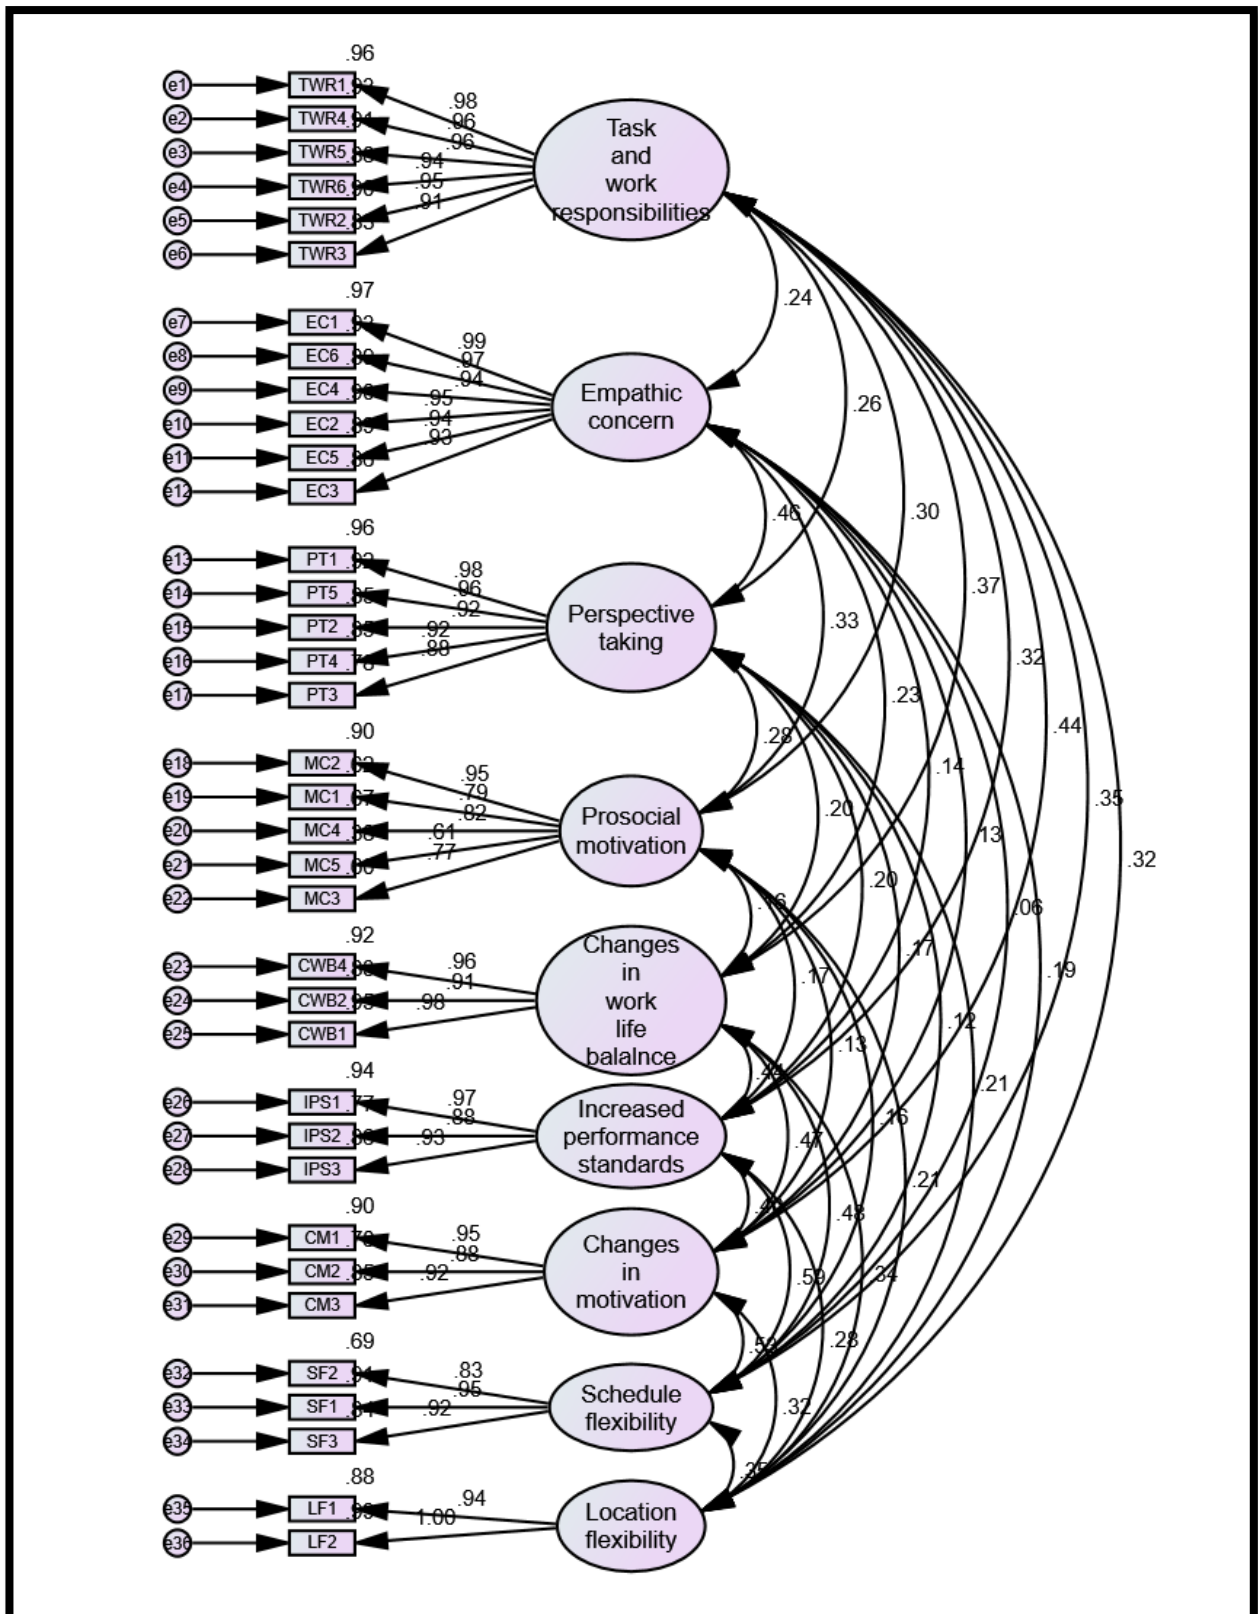 .96
e1 TWR1
e2 TWR4
e3 TWR5
e4 TWR6
e5 TWR2
e6 TWR3
.98
.96
.96
.94
.95
.91
Task
and
work
responsibilities
.97
e7 EC1
e8 EC6
e9 EC4
e10 EC2
e11 EC5
e12 EC3
.99
.97
.94
.95
.94
.93
Empathic
concern
.96
e13 PT1
e14 PT5
e15 PT2
e16 PT4
e17 PT3
.98
.96
.92
.92
.88
Perspective
taking
.90
e18 MC2
e19 MC1
e20 MC4
e21 MC5
e22 MC3
.95
.79
.82
.61
.77
Prosocial
motivation
.92
e23 CWB4
e24 CWB2
e25 CWB1
.96
.91
.98
Changes
in
work
life
balalnce
.94
e26 IPS1
e27 IPS2
e28 IPS3
.97
.88
.93
Increased
performance
standards
.90
e29 CM1
e30 CM2
e31 CM3
.95
.88
.92
Changes
in
motivation
.69
e32 SF2
e33 SF1
e34 SF3
.83
.95
.92
Schedule
flexibility
.88
e35 LF1
e36 LF2
.94
1.00
Location
flexibility
.24
.26
.30
.37
.32
.44
.35
.32
.46
.33
.23
.14
.13
.06
.19
.28
.20
.20
.17
.12
.21
.16
.17
.13
.16
.21
.44
.47
.48
.34
.59
.28
.53
.32
.35